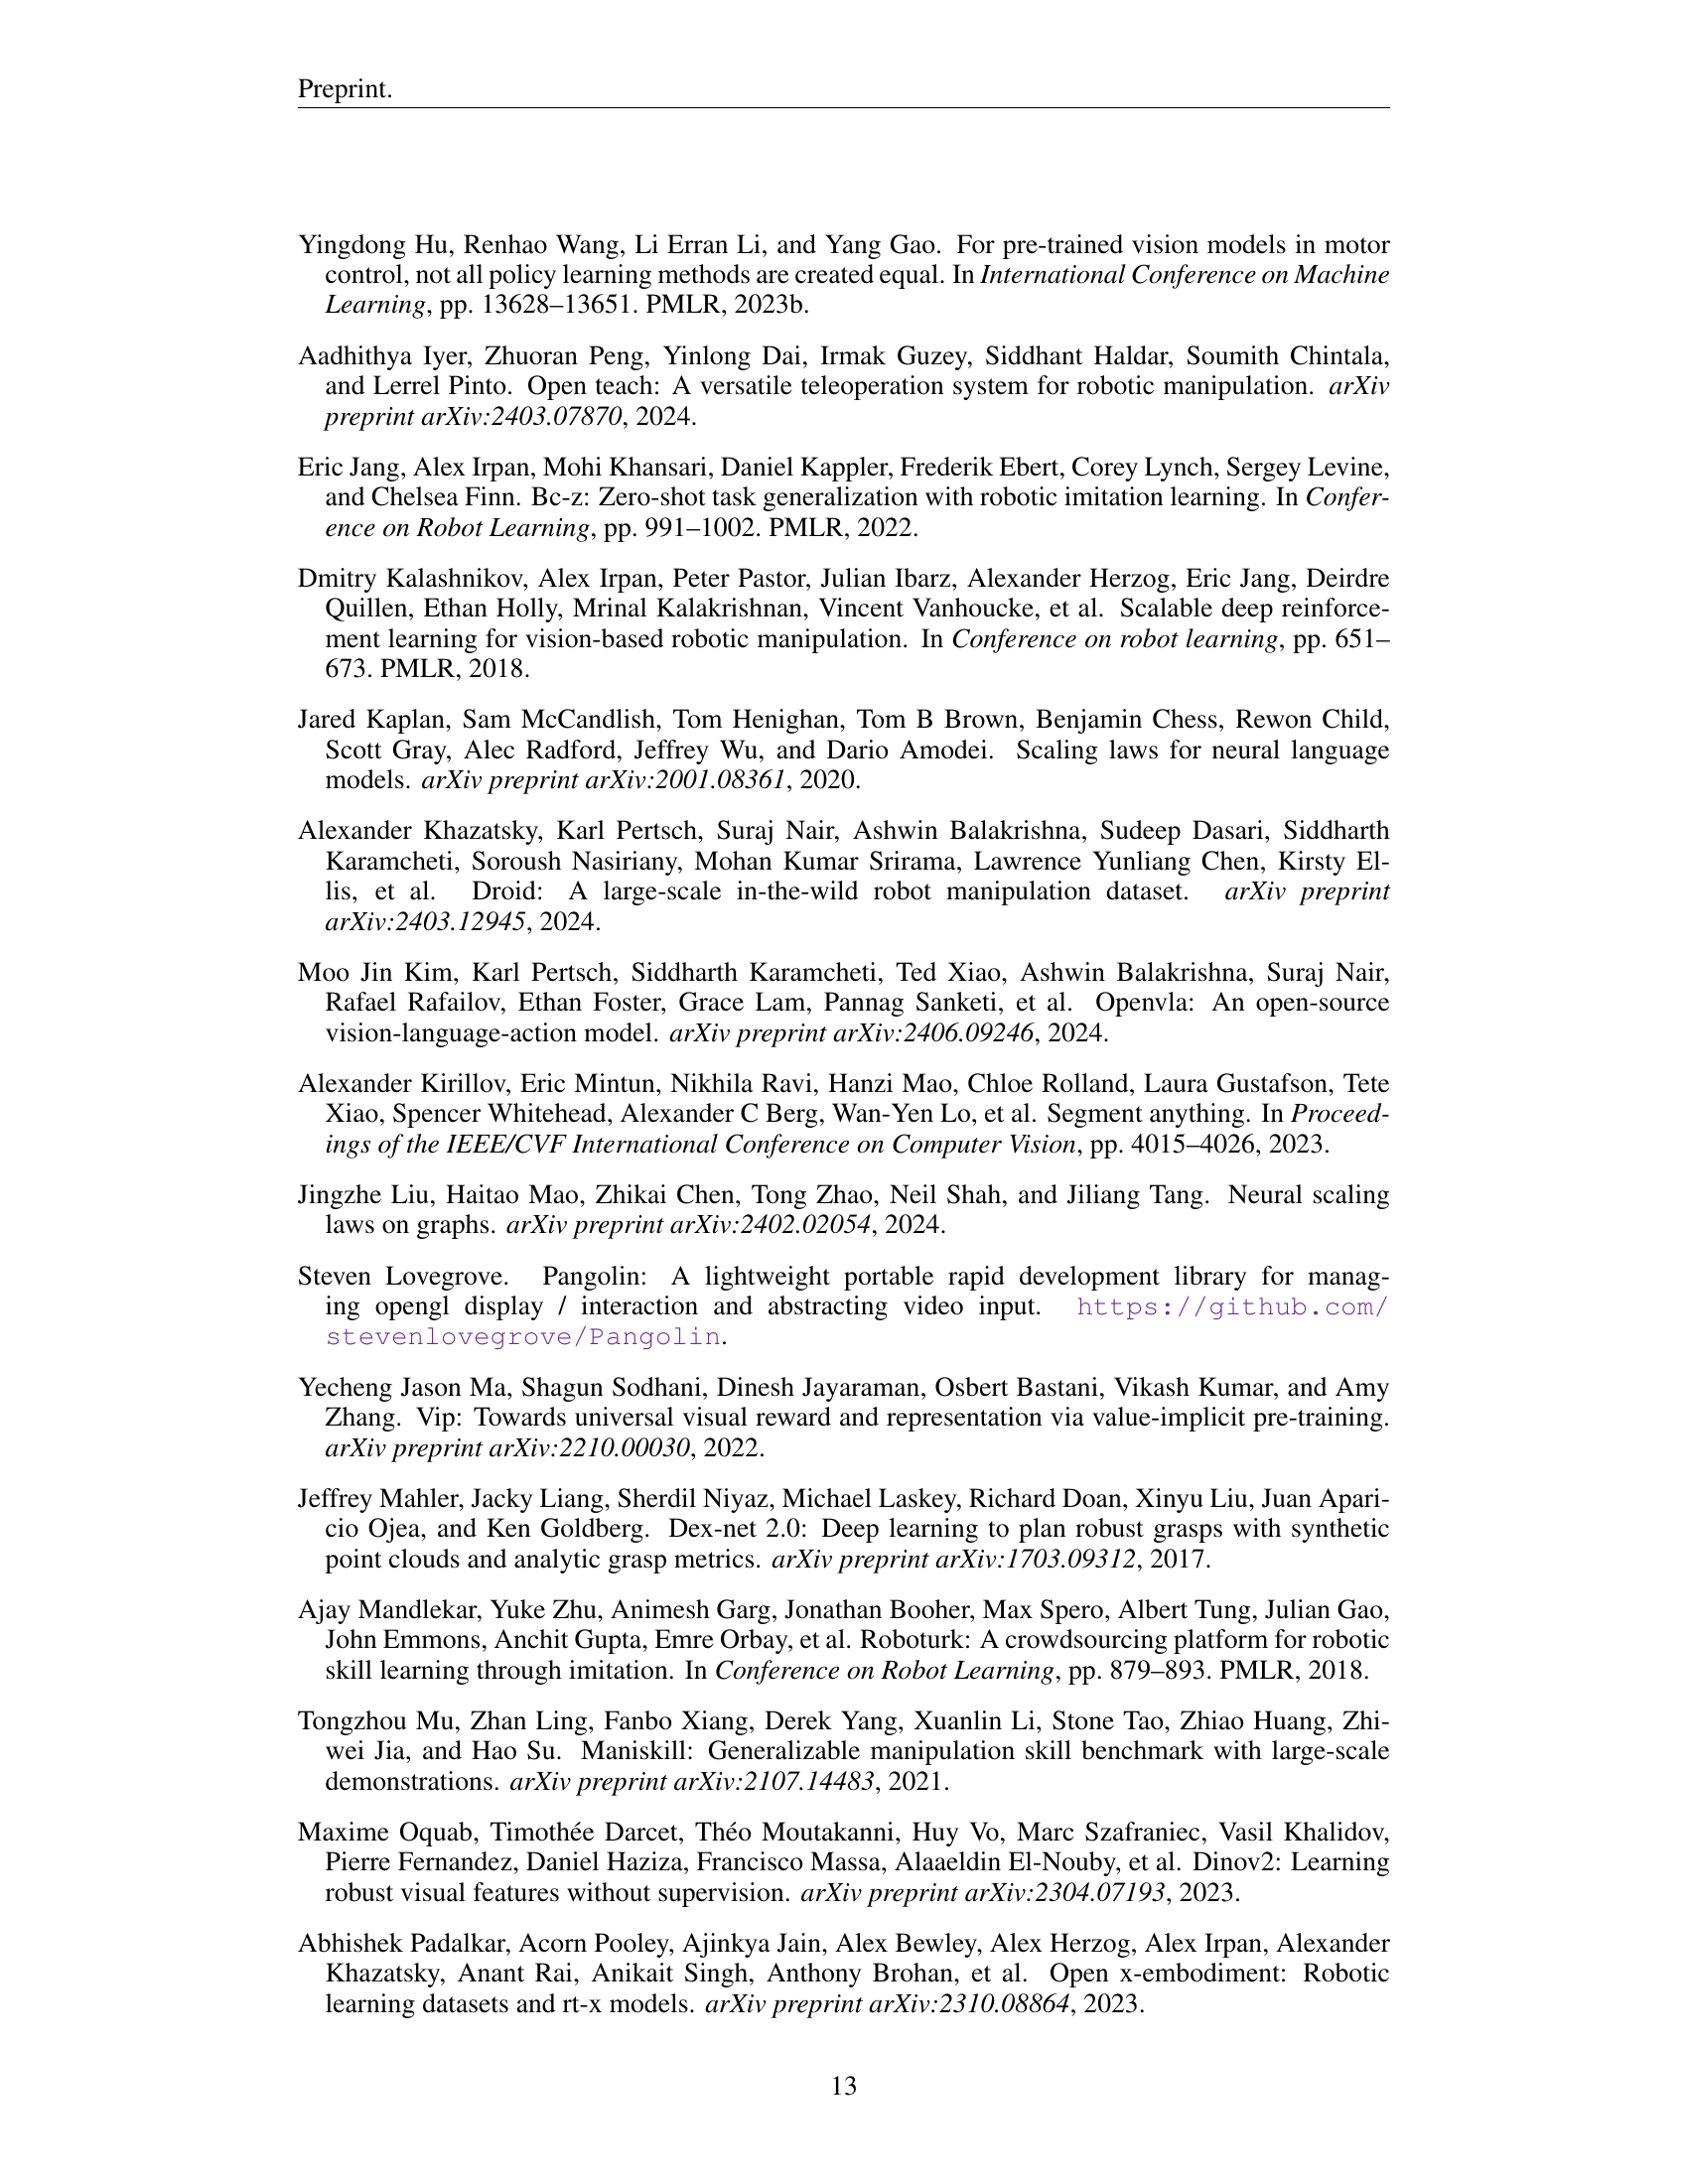 Preprint.
Yingdong Hu, Renhao Wang, Li Erran Li, and Yang Gao. For pre-trained vision models in motor
control, not all policy learning methods are created equal. In International Conference on Machine
Learning, pp. 13628–13651. PMLR, 2023b.
Aadhithya Iyer, Zhuoran Peng, Yinlong Dai, Irmak Guzey, Siddhant Haldar, Soumith Chintala,
and Lerrel Pinto. Open teach: A versatile teleoperation system for robotic manipulation. arXiv
preprint arXiv:2403.07870, 2024.
Eric Jang, Alex Irpan, Mohi Khansari, Daniel Kappler, Frederik Ebert, Corey Lynch, Sergey Levine,
and Chelsea Finn. Bc-z: Zero-shot task generalization with robotic imitation learning. In Confer-
ence on Robot Learning, pp. 991–1002. PMLR, 2022.
Dmitry Kalashnikov, Alex Irpan, Peter Pastor, Julian Ibarz, Alexander Herzog, Eric Jang, Deirdre
Quillen, Ethan Holly, Mrinal Kalakrishnan, Vincent Vanhoucke, et al. Scalable deep reinforce-
ment learning for vision-based robotic manipulation. In Conference on robot learning, pp. 651–
673. PMLR, 2018.
Jared Kaplan, Sam McCandlish, Tom Henighan, Tom B Brown, Benjamin Chess, Rewon Child,
Scott Gray, Alec Radford, Jeffrey Wu, and Dario Amodei. Scaling laws for neural language
models. arXiv preprint arXiv:2001.08361, 2020.
Alexander Khazatsky, Karl Pertsch, Suraj Nair, Ashwin Balakrishna, Sudeep Dasari, Siddharth
Karamcheti, Soroush Nasiriany, Mohan Kumar Srirama, Lawrence Yunliang Chen, Kirsty El-
lis, et al. Droid: A large-scale in-the-wild robot manipulation dataset. arXiv preprint
arXiv:2403.12945, 2024.
Moo Jin Kim, Karl Pertsch, Siddharth Karamcheti, Ted Xiao, Ashwin Balakrishna, Suraj Nair,
Rafael Rafailov, Ethan Foster, Grace Lam, Pannag Sanketi, et al. Openvla: An open-source
vision-language-action model. arXiv preprint arXiv:2406.09246, 2024.
Alexander Kirillov, Eric Mintun, Nikhila Ravi, Hanzi Mao, Chloe Rolland, Laura Gustafson, Tete
Xiao, Spencer Whitehead, Alexander C Berg, Wan-Yen Lo, et al. Segment anything. In Proceed-
ings of the IEEE/CVF International Conference on Computer Vision, pp. 4015–4026, 2023.
Jingzhe Liu, Haitao Mao, Zhikai Chen, Tong Zhao, Neil Shah, and Jiliang Tang. Neural scaling
laws on graphs. arXiv preprint arXiv:2402.02054, 2024.
Steven Lovegrove. Pangolin: A lightweight portable rapid development library for manag-
ing opengl display / interaction and abstracting video input. https://github.com/
stevenlovegrove/Pangolin.
Yecheng Jason Ma, Shagun Sodhani, Dinesh Jayaraman, Osbert Bastani, Vikash Kumar, and Amy
Zhang. Vip: Towards universal visual reward and representation via value-implicit pre-training.
arXiv preprint arXiv:2210.00030, 2022.
Jeffrey Mahler, Jacky Liang, Sherdil Niyaz, Michael Laskey, Richard Doan, Xinyu Liu, Juan Apari-
cio Ojea, and Ken Goldberg. Dex-net 2.0: Deep learning to plan robust grasps with synthetic
point clouds and analytic grasp metrics. arXiv preprint arXiv:1703.09312, 2017.
Ajay Mandlekar, Yuke Zhu, Animesh Garg, Jonathan Booher, Max Spero, Albert Tung, Julian Gao,
John Emmons, Anchit Gupta, Emre Orbay, et al. Roboturk: A crowdsourcing platform for robotic
skill learning through imitation. In Conference on Robot Learning, pp. 879–893. PMLR, 2018.
Tongzhou Mu, Zhan Ling, Fanbo Xiang, Derek Yang, Xuanlin Li, Stone Tao, Zhiao Huang, Zhi-
wei Jia, and Hao Su. Maniskill: Generalizable manipulation skill benchmark with large-scale
demonstrations. arXiv preprint arXiv:2107.14483, 2021.
Maxime Oquab, Timothée Darcet, Théo Moutakanni, Huy Vo, Marc Szafraniec, Vasil Khalidov,
Pierre Fernandez, Daniel Haziza, Francisco Massa, Alaaeldin El-Nouby, et al. Dinov2: Learning
robust visual features without supervision. arXiv preprint arXiv:2304.07193, 2023.
Abhishek Padalkar, Acorn Pooley, Ajinkya Jain, Alex Bewley, Alex Herzog, Alex Irpan, Alexander
Khazatsky, Anant Rai, Anikait Singh, Anthony Brohan, et al. Open x-embodiment: Robotic
learning datasets and rt-x models. arXiv preprint arXiv:2310.08864, 2023.
13